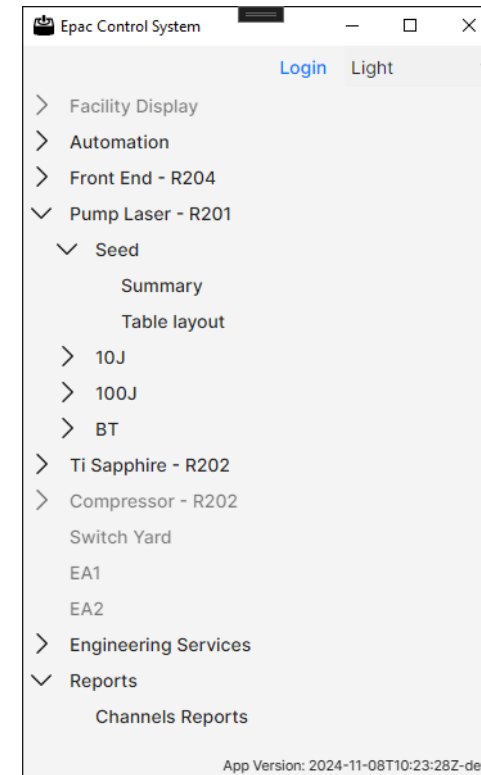 Epac Control System
Login Light
Facility Display
Automation
Front End - R204
Pump Laser - R201
Seed
Summary
Table layout
10J
100J
BT
Ti Sapphire - R202
Compressor - R202
Switch Yard
EA1
EA2
Engineering Services
Reports
Channels Reports
App Version: 2024-11-08T10:23:28Z-de